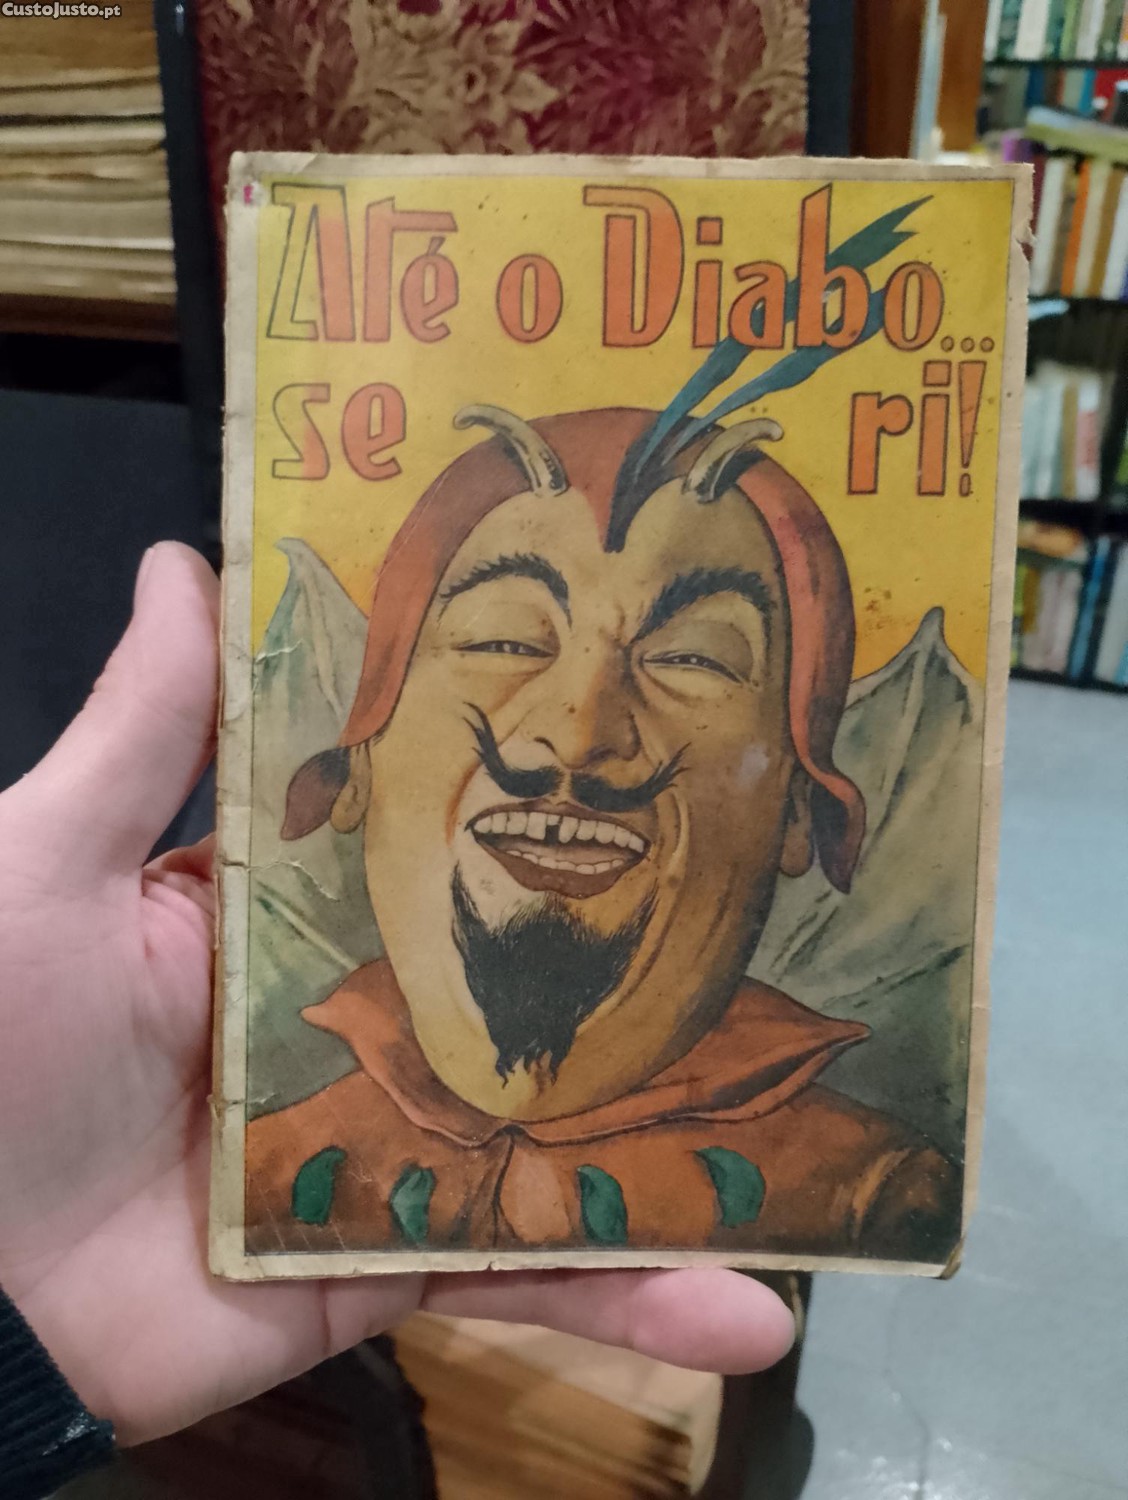 CustoJusto.pt
Até o Diabo...
se ri!